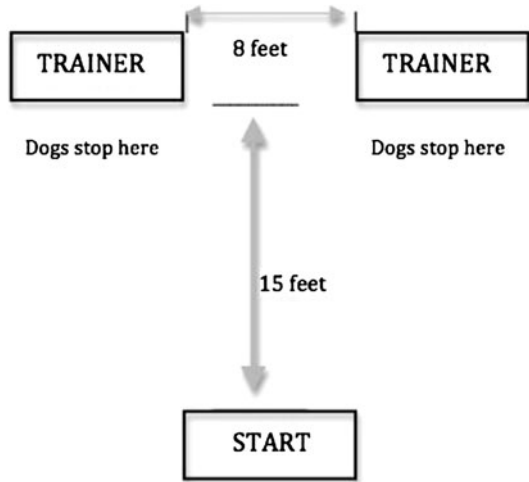 8 feet
TRAINER
TRAINER
Dogs stop here
Dogs stop here
15 feet
START